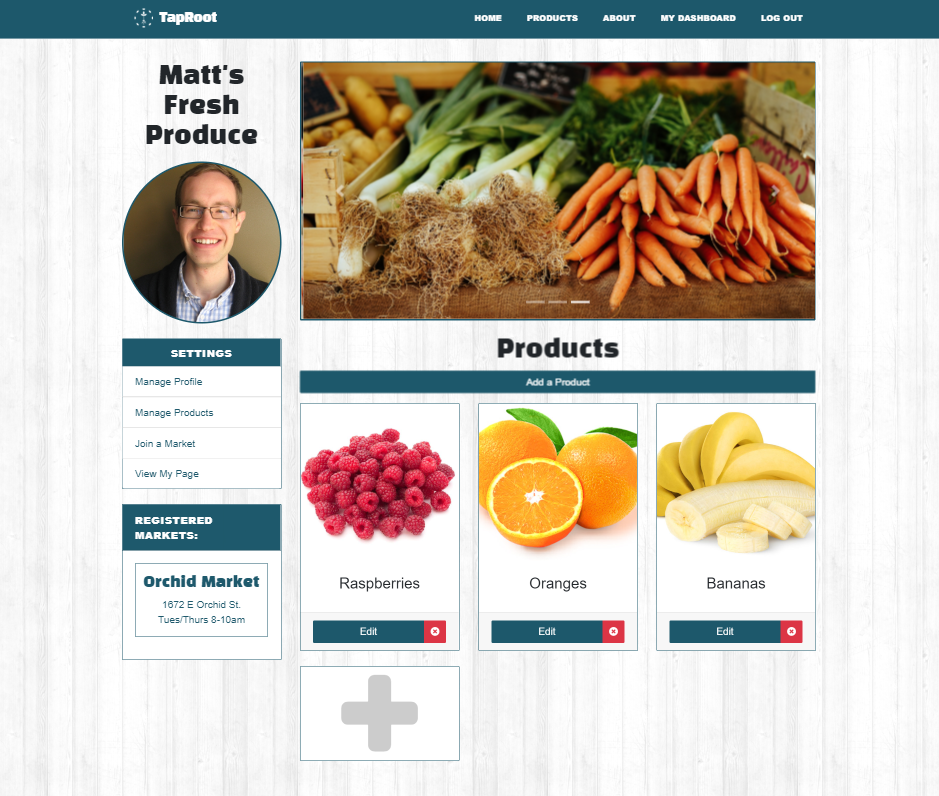 TapRoot
HOME PRODUCTS ABOUT MY DASHBOARD LOG OUT
Matt's
Fresh
Produce
SETTINGS
Manage Profile
Manage Products
Join a Market
View My Page
REGISTERED
MARKETS:
Orchid Market
1672 E Orchid St.
Tues/Thurs 8-10am
Products
Add a Product
Raspberries
Edit
Oranges
Edit
Bananas
Edit